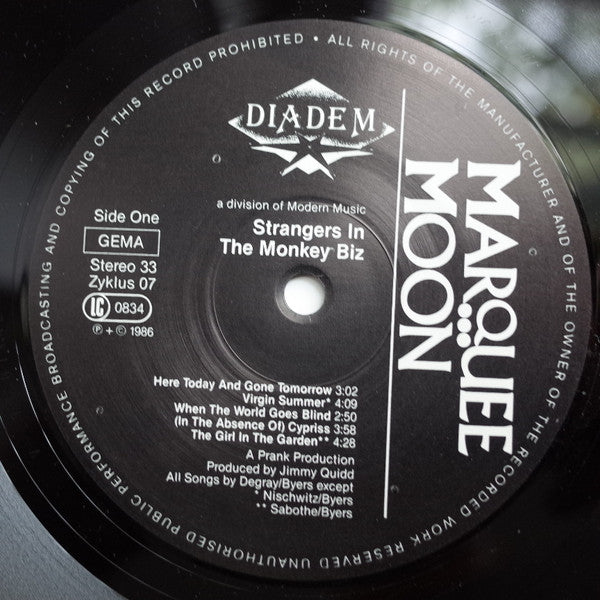 UNAUTHORISED PUBLIC PERFORMANCE BROADCASTING AND COPYING OF THIS RECORD PROHIBITED • ALL RIGHTS OF THE MANUFACTURER AND OF THE OWNER OF THE RECORDED WORK RESERVED
DIADEM
a division of Modern Music
Strangers In
The Monkey Biz
MARQUEE
MOON
Side One
GEMA
Stereo 33
Zyklus 07
LC 0834
℗ + © 1986
Here Today And Gone Tomorrow 3:02
Virgin Summer* 4:09
When The World Goes Blind 2:50
(In The Absence Of) Cypriss 3:58
The Girl In The Garden** 4:28
A Prank Production
Produced by Jimmy Quidd
All Songs by Degray/Byers except
* Nischwitz/Byers
** Sabothe/Byers